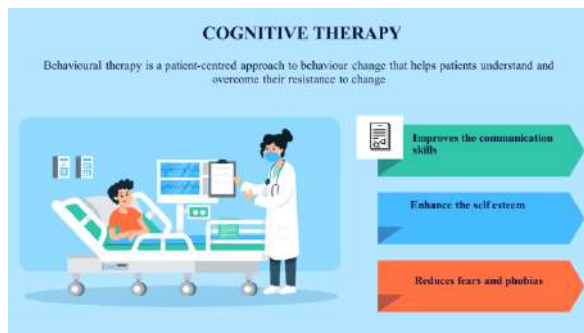 COGNITIVE THERAPY
Behavioural therapy is a patient-centred approach to behaviour change that helps patients understand and
overcome their resistance to change
Improves the communication
skills
Enhance the self esteem
Reduces fears and phobias